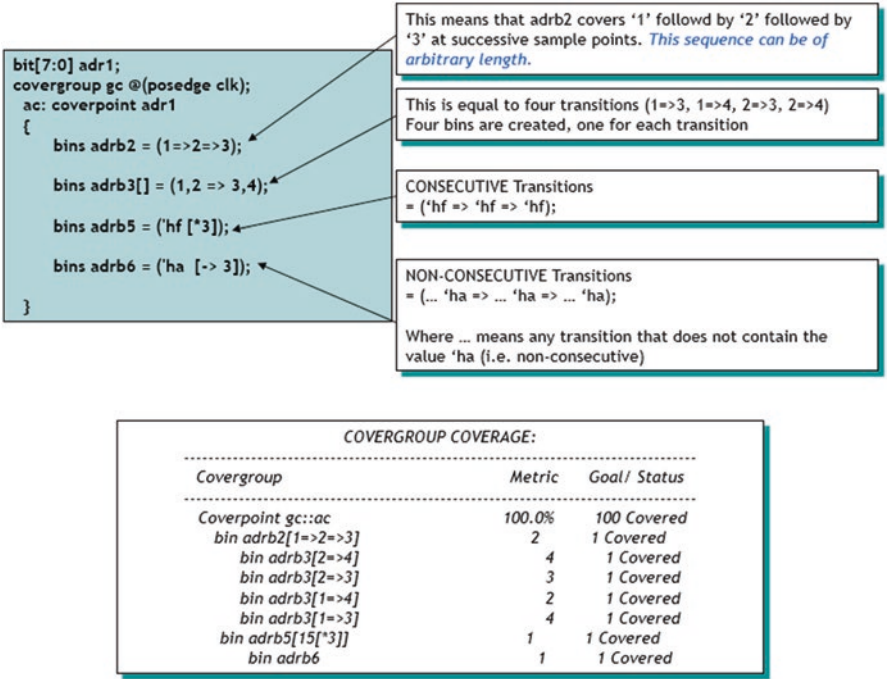 bit[7:0] adr1;
covergroup gc @(posedge clk);
ac: coverpoint adr1
{
bins adrb2 = (1=>2=>3);
bins adrb3[] = (1,2 => 3,4);
bins adrb5 = ('hf [*3]);
bins adrb6 = ('ha [-> 3]);
}
This means that adrb2 covers ‘1’ followd by ‘2’ followed by
‘3’ at successive sample points. This sequence can be of
arbitrary length.
This is equal to four transitions (1=>3, 1=>4, 2=>3, 2=>4)
Four bins are created, one for each transition
CONSECUTIVE Transitions
= (‘hf => ‘hf => ‘hf);
NON-CONSECUTIVE Transitions
= (… ‘ha => … ‘ha => … ‘ha);
Where … means any transition that does not contain the
value ‘ha (i.e. non-consecutive)
COVERGROUP COVERAGE:
Covergroup Metric Goal/ Status
Coverpoint gc::ac 100.0% 100 Covered
bin adrb2[1=>2=>3] 2 1 Covered
bin adrb3[2=>4] 4 1 Covered
bin adrb3[2=>3] 3 1 Covered
bin adrb3[1=>4] 2 1 Covered
bin adrb3[1=>3] 4 1 Covered
bin adrb5[15[*3]] 1 1 Covered
bin adrb6 1 1 Covered